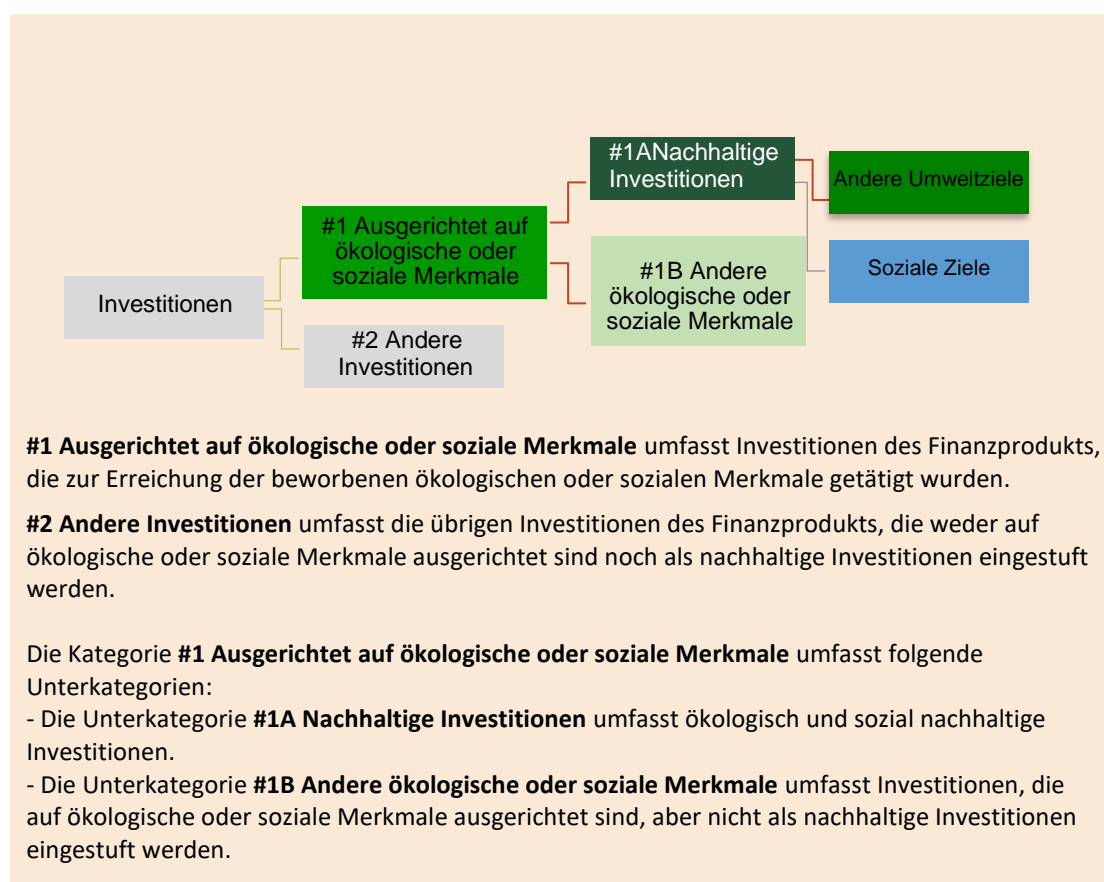 #1ANachhaltige
Investitionen
Andere Umweltziele
#1 Ausgerichtet auf
ökologische oder
soziale Merkmale
#1B Andere
ökologische oder
soziale Merkmale
Soziale Ziele
Investitionen
#2 Andere
Investitionen
#1 Ausgerichtet auf ökologische oder soziale Merkmale umfasst Investitionen des Finanzprodukts,
die zur Erreichung der beworbenen ökologischen oder sozialen Merkmale getätigt wurden.
#2 Andere Investitionen umfasst die übrigen Investitionen des Finanzprodukts, die weder auf
ökologische oder soziale Merkmale ausgerichtet sind noch als nachhaltige Investitionen eingestuft
werden.
Die Kategorie #1 Ausgerichtet auf ökologische oder soziale Merkmale umfasst folgende
Unterkategorien:
- Die Unterkategorie #1A Nachhaltige Investitionen umfasst ökologisch und sozial nachhaltige
Investitionen.
- Die Unterkategorie #1B Andere ökologische oder soziale Merkmale umfasst Investitionen, die
auf ökologische oder soziale Merkmale ausgerichtet sind, aber nicht als nachhaltige Investitionen
eingestuft werden.